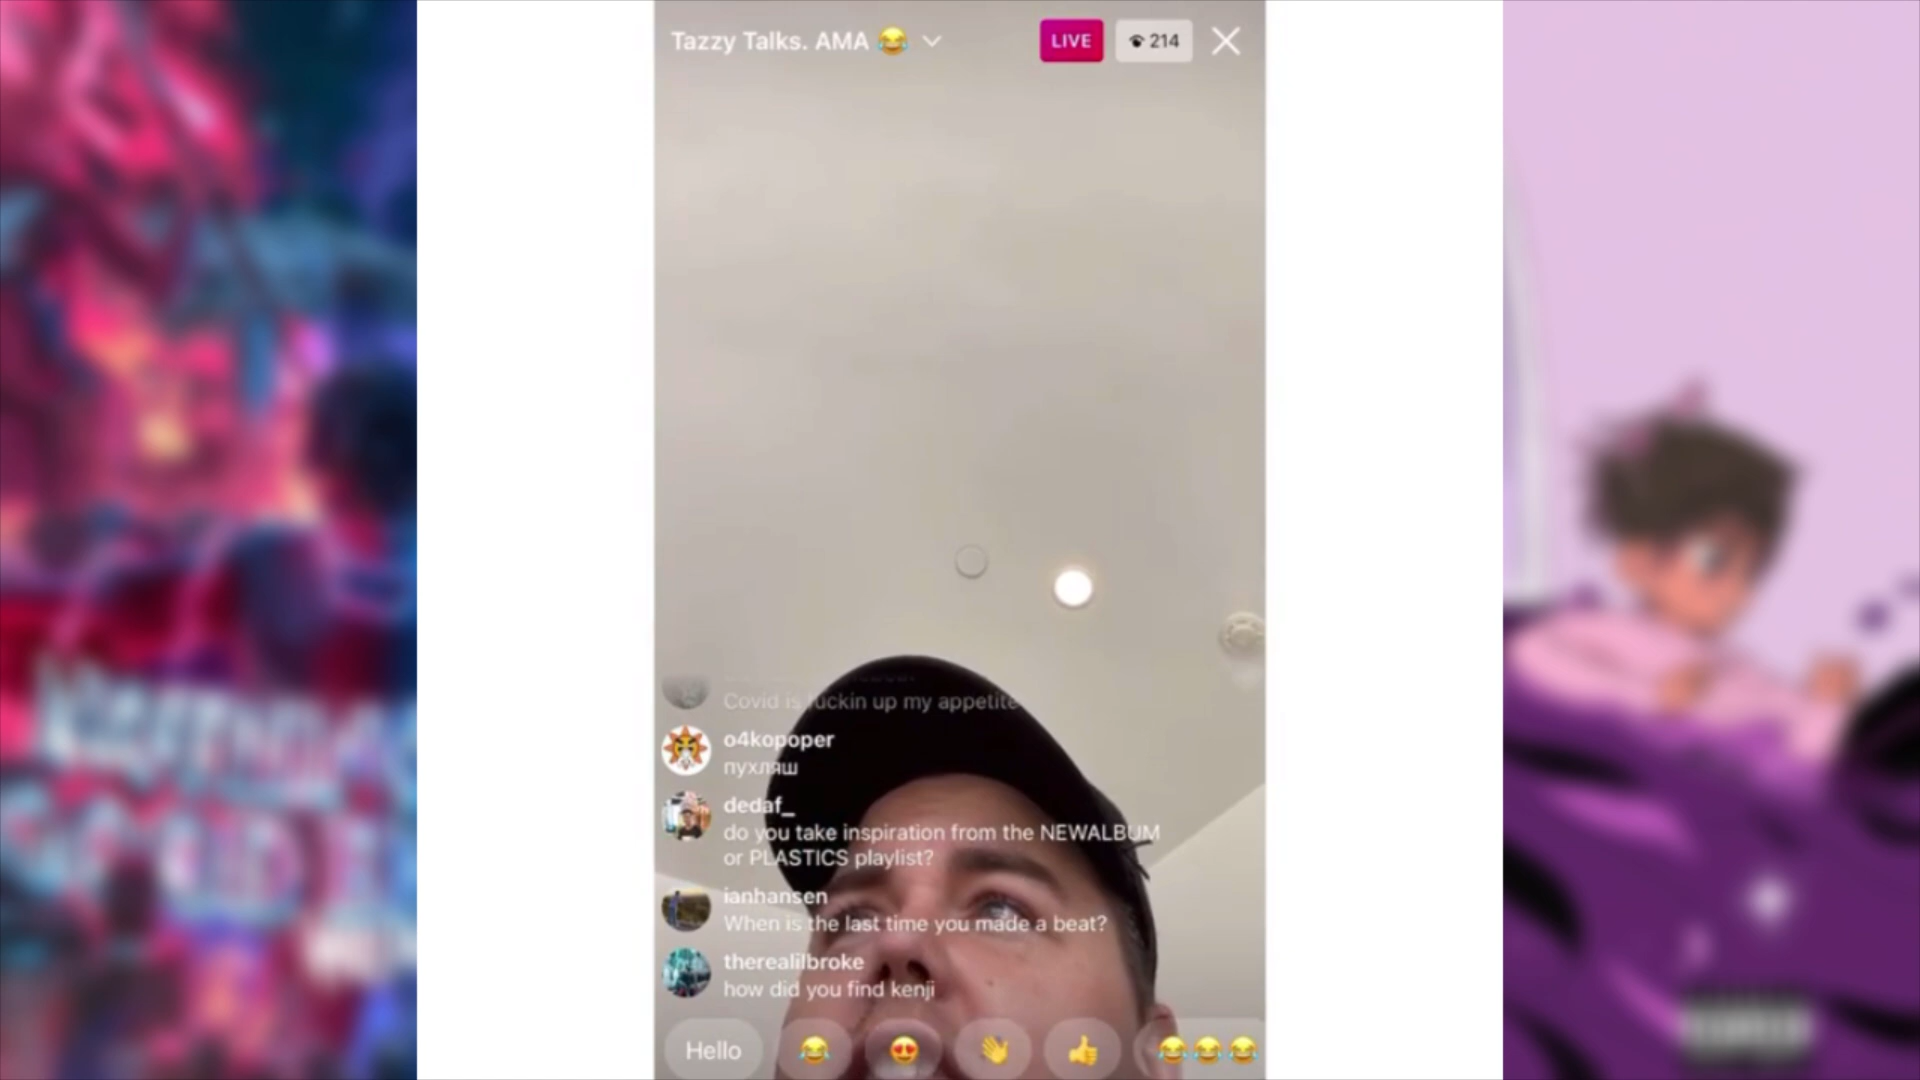 Tazzy Talks. AMA 😂
LIVE
214
Covid is fuckin up my appetite
o4kopoper
пухляш
dedaf_
do you take inspiration from the NEWALBUM
or PLASTICS playlist?
ianhansen
When is the last time you made a beat?
therealilbroke
how did you find kenji
Hello